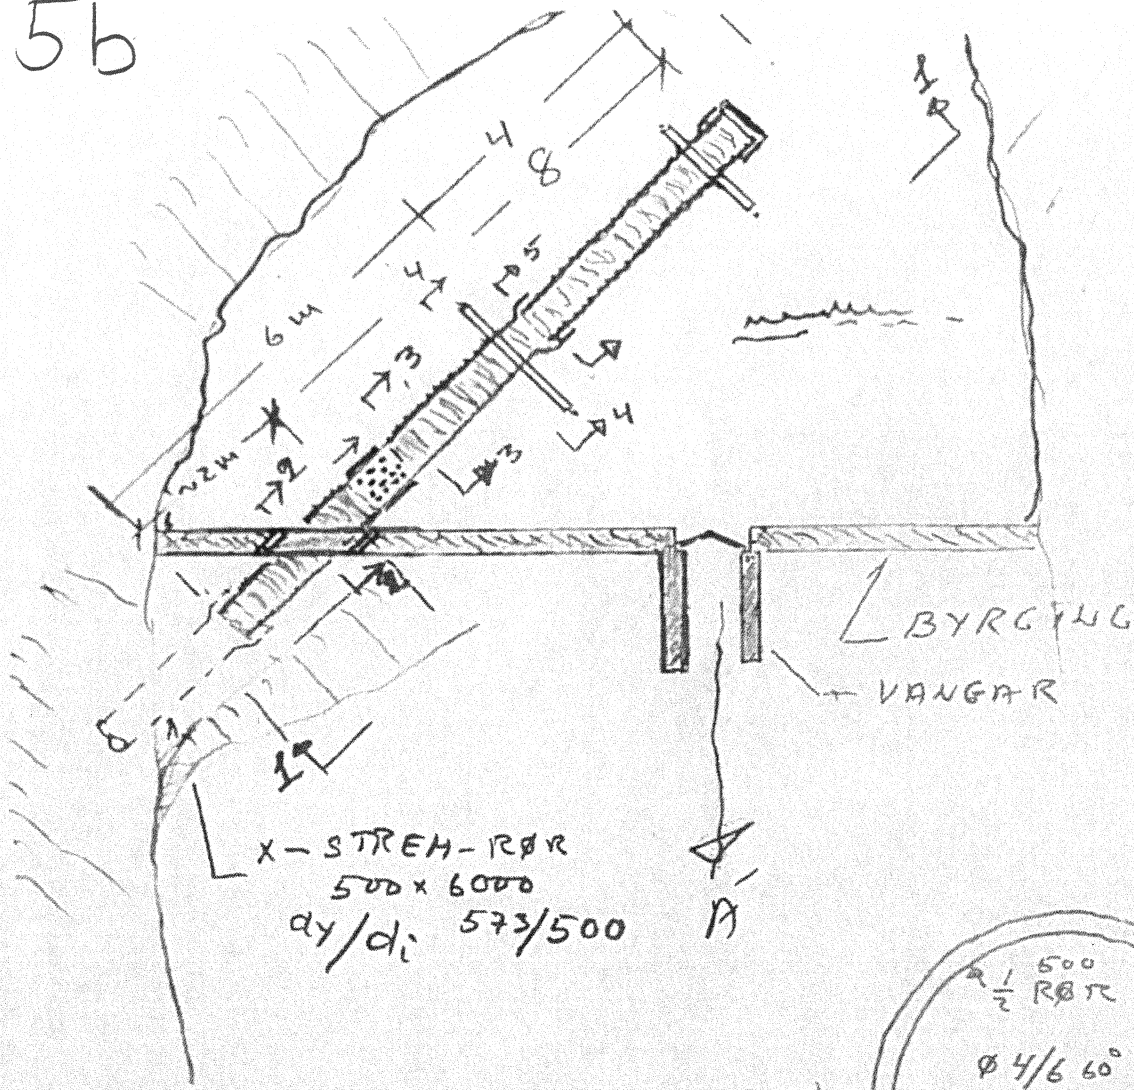 5b
1
4
8
5
4
6 m
3
~2 m
2
4
3
2
BYRGING
VANGAR
1
X-STREM-RØR
500 x 6000
dy/di 573/500
Á
½ 500
RØR
Ø 4/6 60°